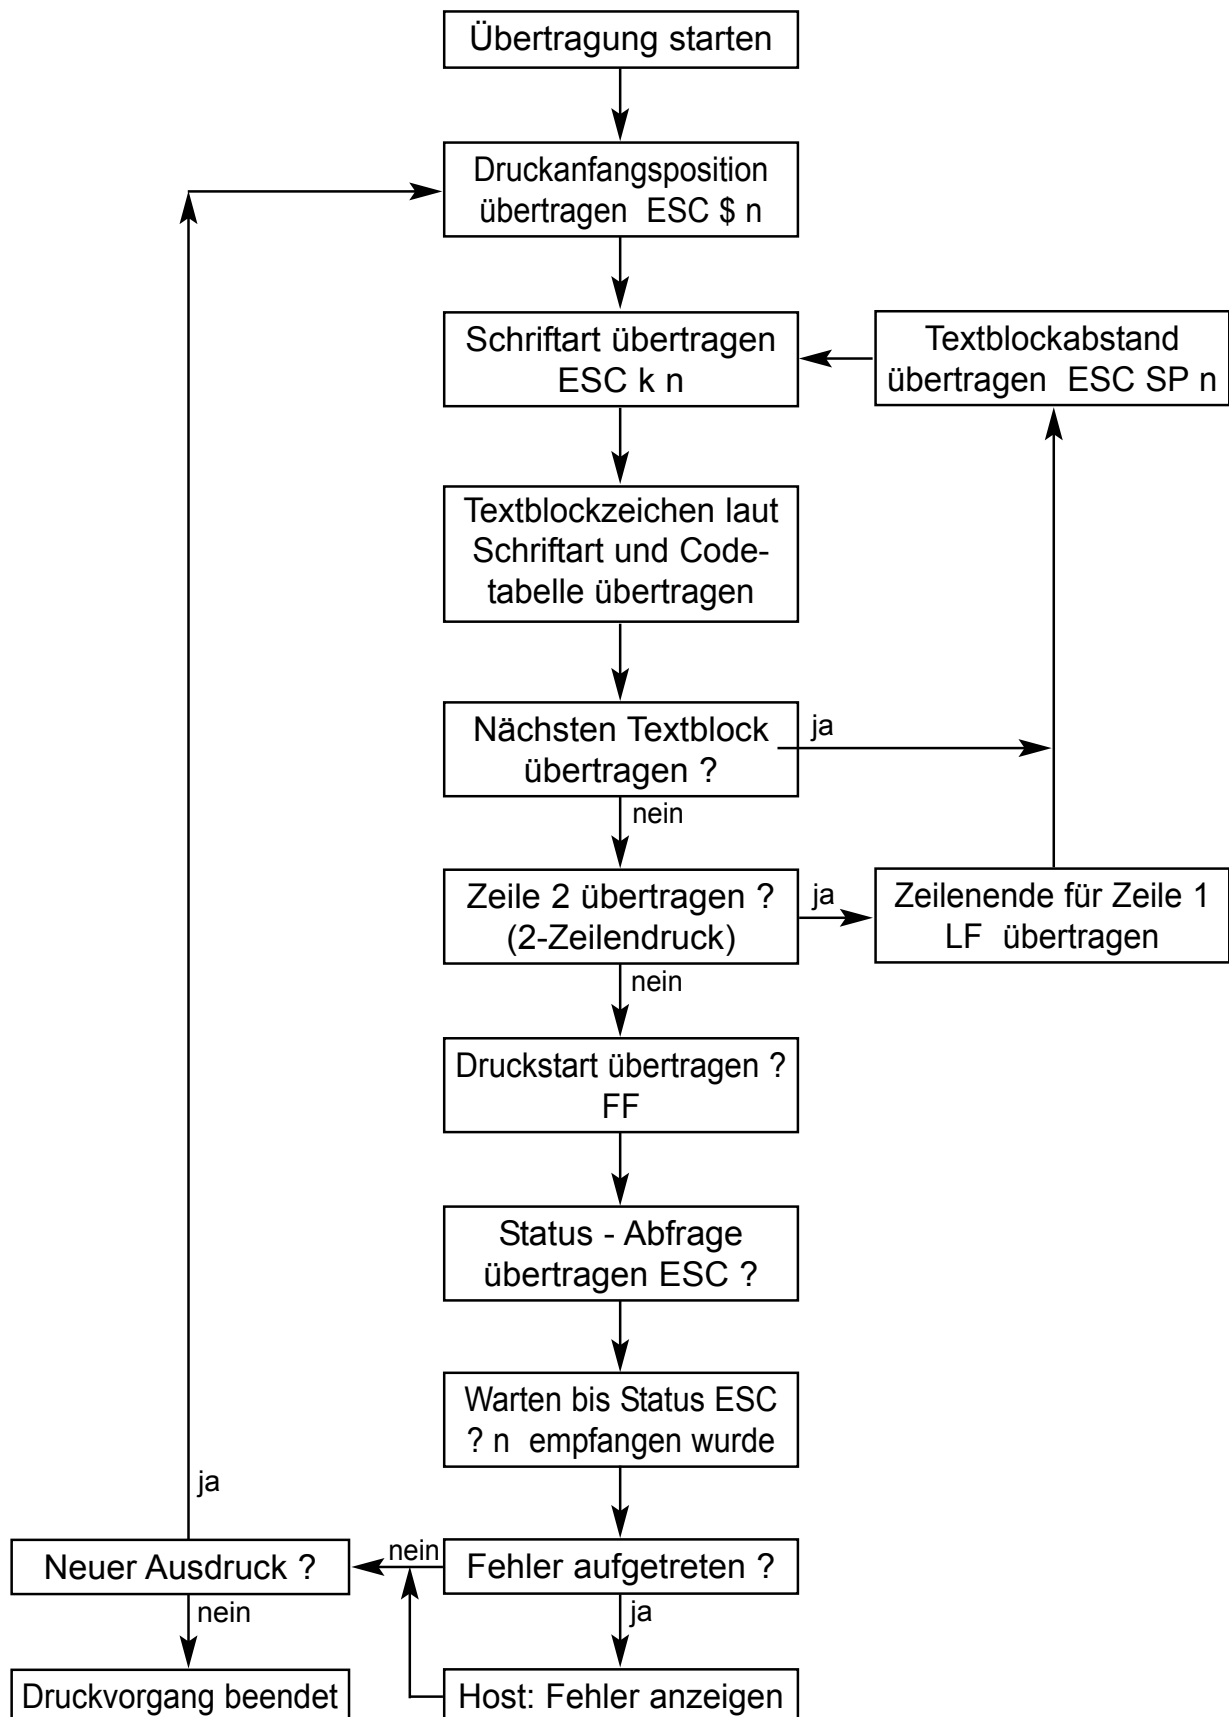 Übertragung starten
Druckanfangsposition
übertragen ESC $ n
Schriftart übertragen
ESC k n
Textblockabstand
übertragen ESC SP n
Textblockzeichen laut
Schriftart und Code-
tabelle übertragen
Nächsten Textblock
übertragen ?
ja
nein
Zeile 2 übertragen ?
(2-Zeilendruck)
ja
Zeilenende für Zeile 1
LF übertragen
nein
Druckstart übertragen ?
FF
Status - Abfrage
übertragen ESC ?
Warten bis Status ESC
? n empfangen wurde
ja
Neuer Ausdruck ?
nein
Fehler aufgetreten ?
nein
ja
Druckvorgang beendet
Host: Fehler anzeigen